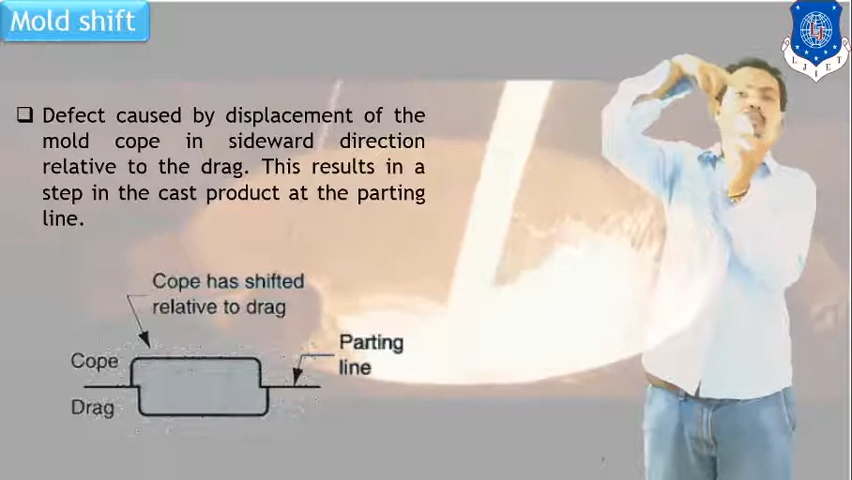 Mold shift
LJIET
Defect caused by displacement of the
mold cope in sideward direction
relative to the drag. This results in a
step in the cast product at the parting
line.
Cope has shifted
relative to drag
Parting
line
Cope
Drag